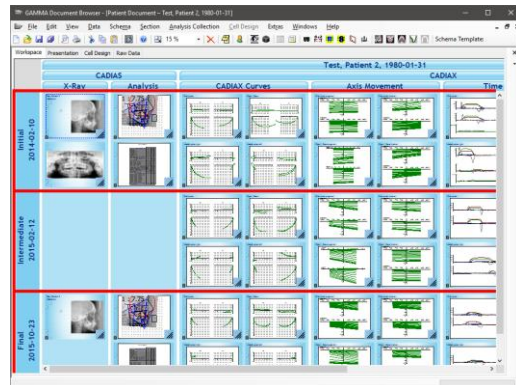 GAMMA Document Browser - [Patient Document - Test, Patient 2, 1980-01-31]
File Edit View Data Schema Section Analysis Collection Cell Design Extras Windows Help
15 % Schema Template:
Workspace Presentation Cell Design Raw Data
Test, Patient 2, 1980-01-31
CADIAS CADIAX
X-Ray Analysis CADIAX Curves Axis Movement Time
Initial
2014-02-10
Intermediate
2015-02-12
Final
2015-10-23